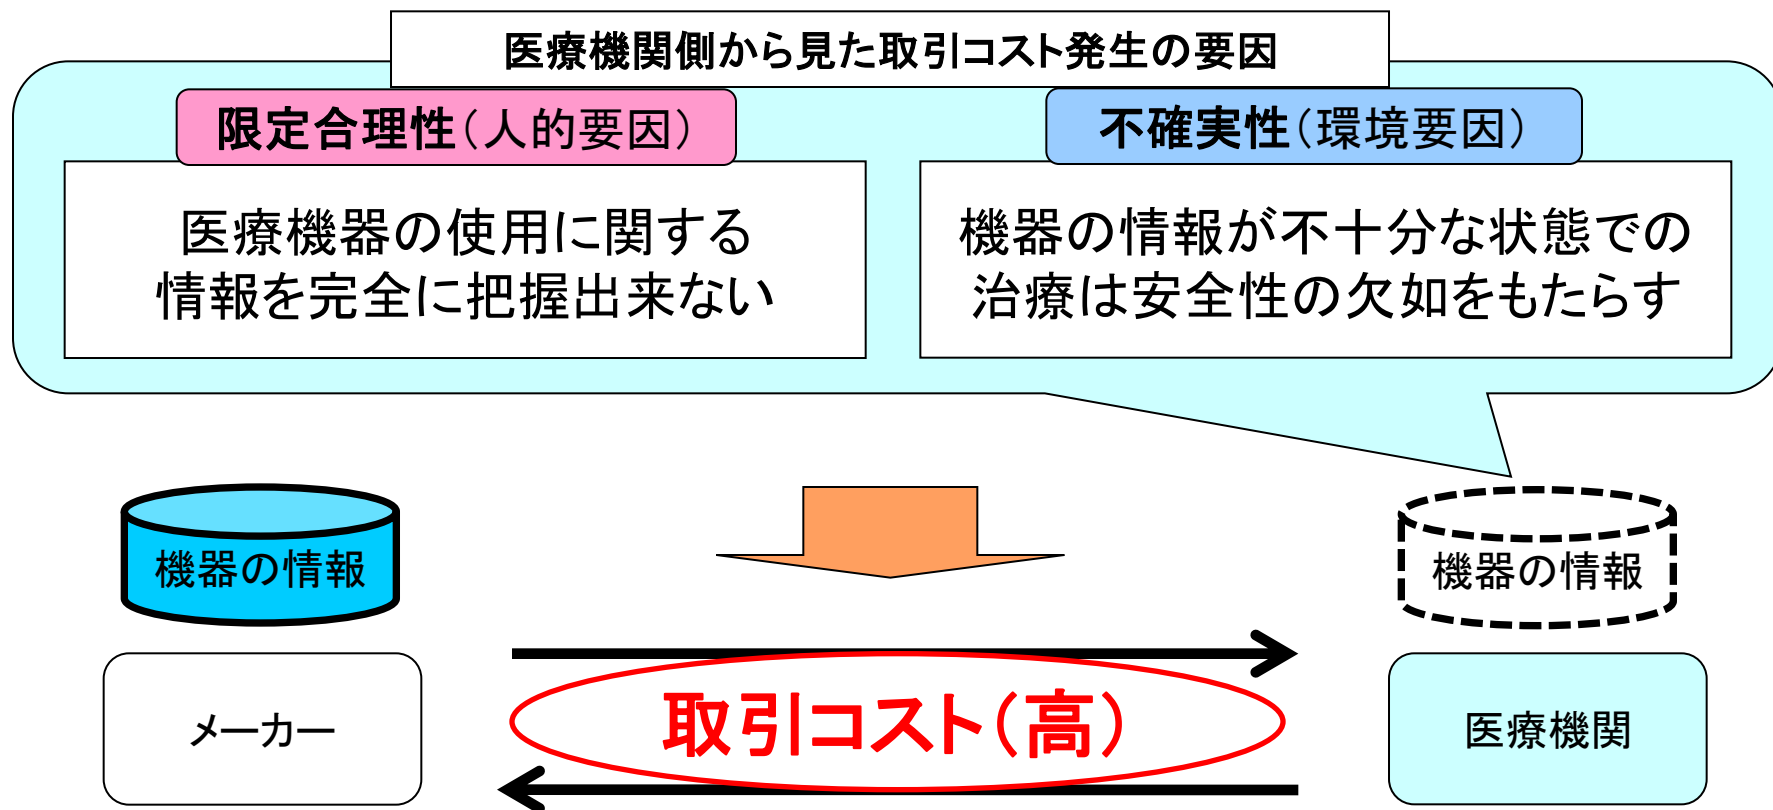 医療機関側から見た取引コスト発生の要因
限定合理性（人的要因）
不確実性（環境要因）
医療機器の使用に関する
情報を完全に把握出来ない
機器の情報が不十分な状態での
治療は安全性の欠如をもたらす
機器の情報
機器の情報
メーカー
取引コスト（高）
医療機関